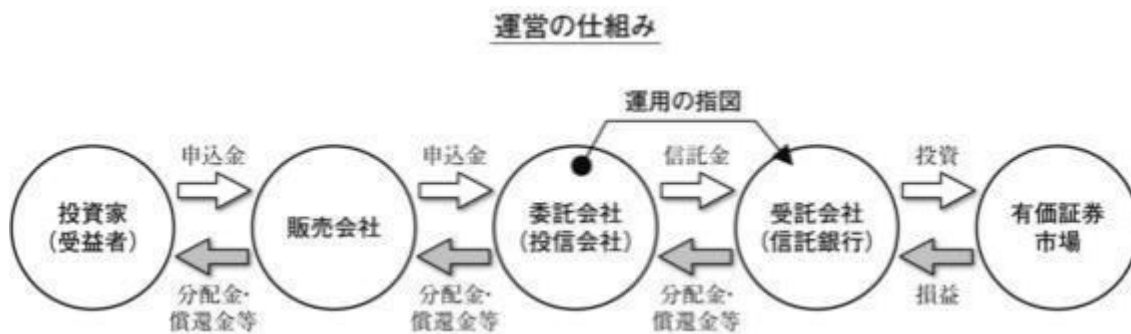 運営の仕組み
運用の指図
申込金
申込金
信託金
投資
投資家
(受益者)
販売会社
委託会社
(投信会社)
受託会社
(信託銀行)
有価証券
市場
分配金・
償還金等
分配金・
償還金等
分配金・
償還金等
損益